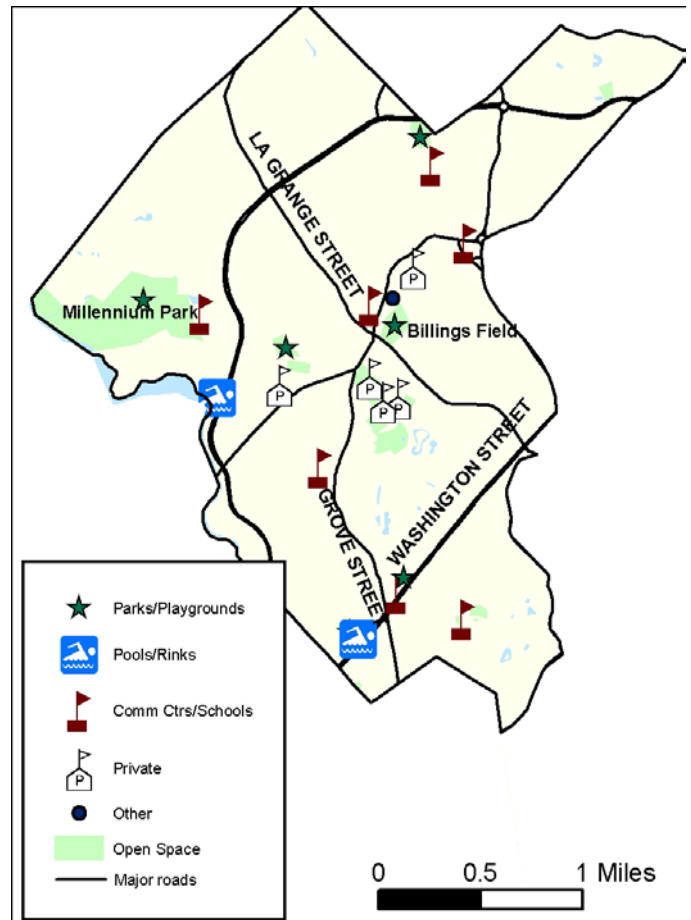 LA GRANGE STREET
Millennium Park
Billings Field
P
P
P
P
P
WASHINGTON STREET
GROVE STREE
Parks/Playgrounds
Pools/Rinks
Comm Ctrs/Schools
P
Private
Other
Open Space
Major roads
0 0.5 1 Miles